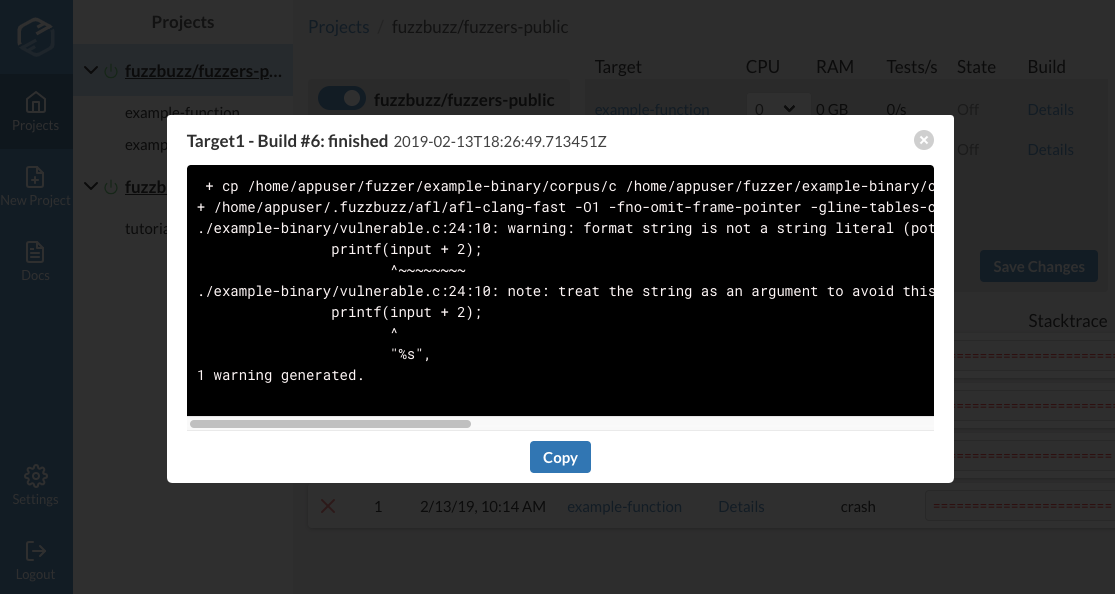 Projects
Projects / fuzzbuzz/fuzzers-public
fuzzbuzz/fuzzers-p...
Target CPU RAM Tests/s State Build
fuzzbuzz/fuzzers-public
example-function 0 0 GB 0/s Off Details
Projects
example-function
Target1 - Build #6: finished 2019-02-13T18:26:49.713451Z
examp
Off Details
+ cp /home/appuser/fuzzer/example-binary/corpus/c /home/appuser/fuzzer/example-binary/c
+ /home/appuser/.fuzzbuzz/afl/afl-clang-fast -O1 -fno-omit-frame-pointer -gline-tables-o
./example-binary/vulnerable.c:24:10: warning: format string is not a string literal (pot
printf(input + 2);
^~~~~~~~~
./example-binary/vulnerable.c:24:10: note: treat the string as an argument to avoid this
printf(input + 2);
^
"%s",
1 warning generated.
fuzzb
New Project
tutoria
Docs
Save Changes
Stacktrace
Copy
Settings
1 2/13/19, 10:14 AM example-function Details crash
Logout